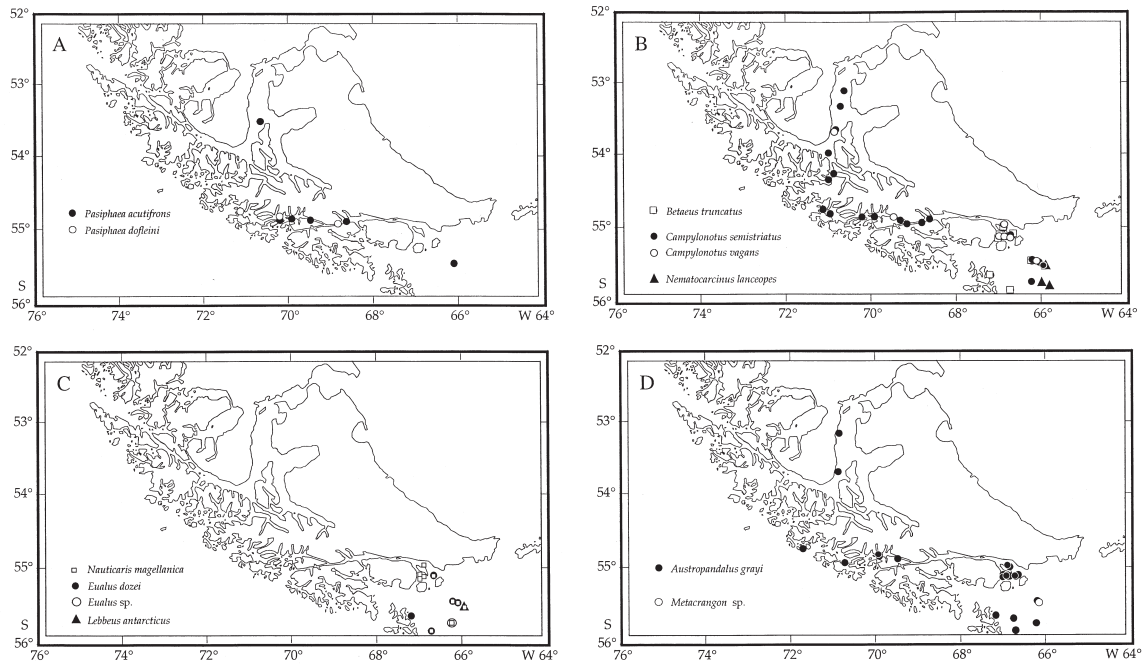 52°
A
53°
54°
Pasiphaea acutifrons
Pasiphaea dofleini
55°
S
56°
76° 74° 72° 70° 68° 66° W 64°
52°
B
53°
54°
Betaeus truncatus
55°
Campylonotus semistriatus
Campylonotus vagans
Nematocarcinus lanceopes
S
56°
76° 74° 72° 70° 68° 66° W 64°
52°
C
53°
54°
55°
Nauticaris magellanica
Eualus dozei
Eualus sp.
Lebbeus antarcticus
S
56°
76° 74° 72° 70° 68° 66° W 64°
52°
D
53°
54°
55°
Austropandalus grayi
Metacrangon sp.
S
56°
76° 74° 72° 70° 68° 66° W 64°